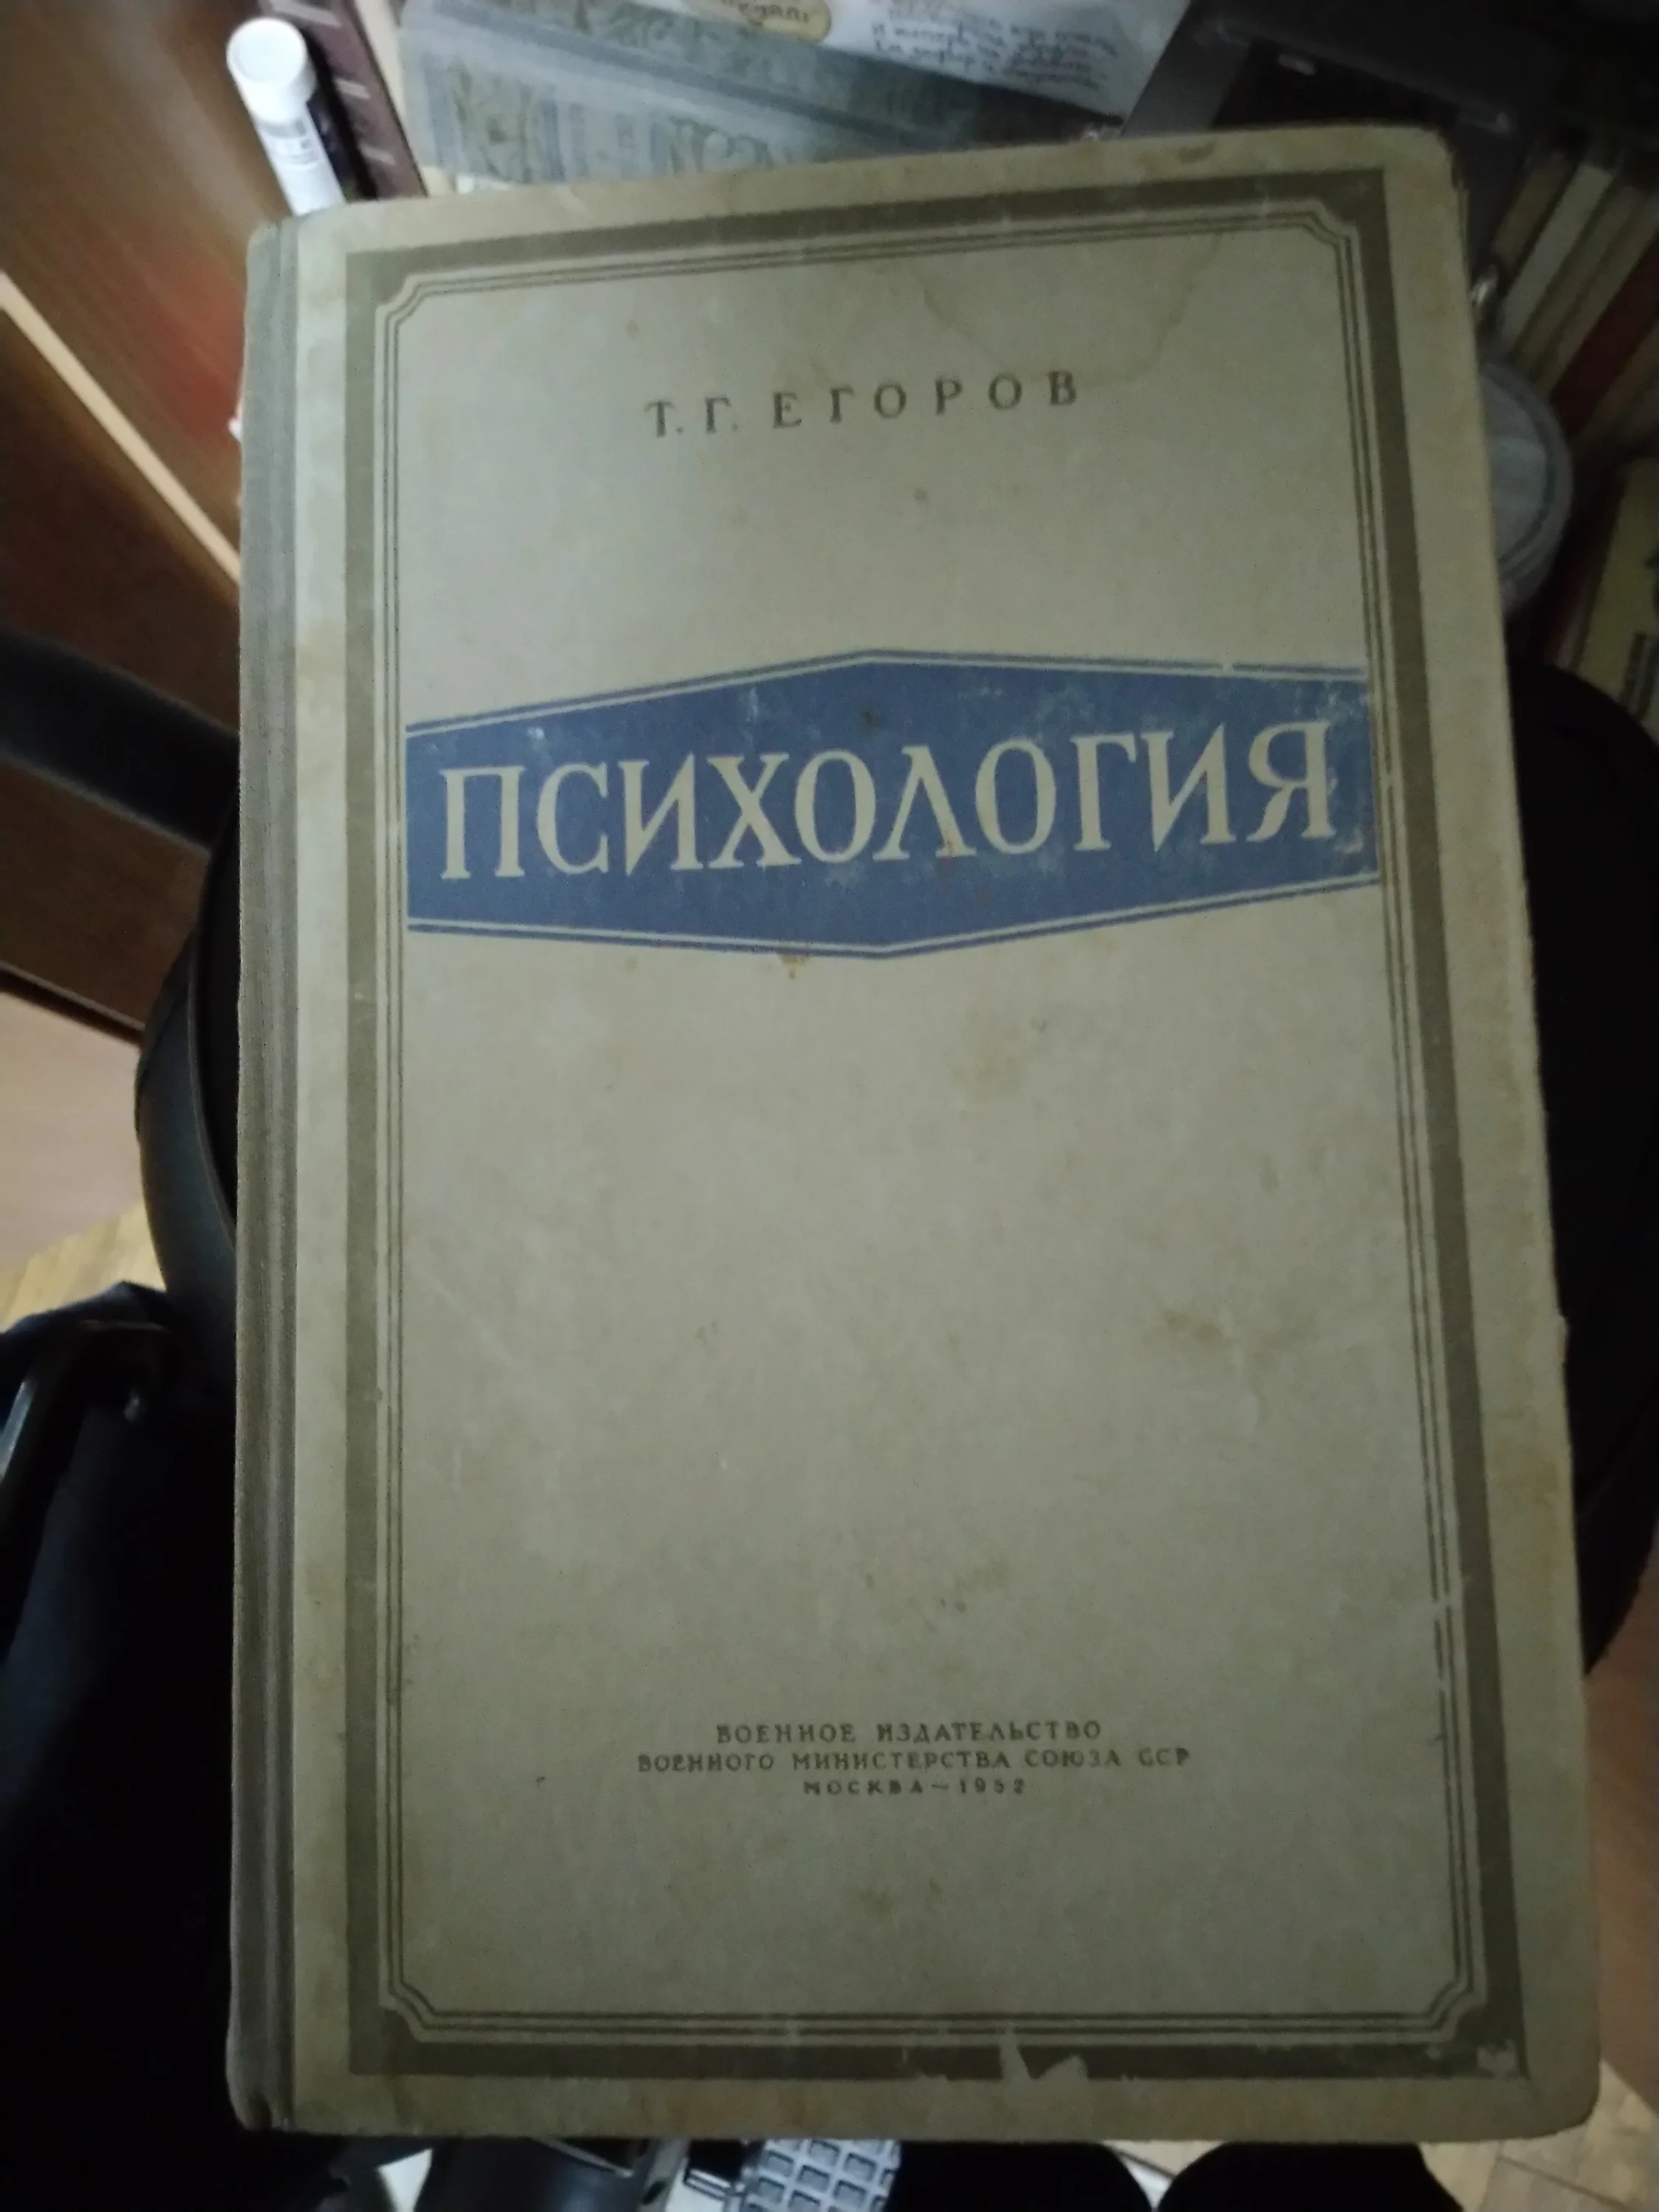 Т. Г. ЕГОРОВ
ПСИХОЛОГИЯ
ВОЕННОЕ ИЗДАТЕЛЬСТВО
ВОЕННОГО МИНИСТЕРСТВА СОЮЗА ССР
МОСКВА — 1952